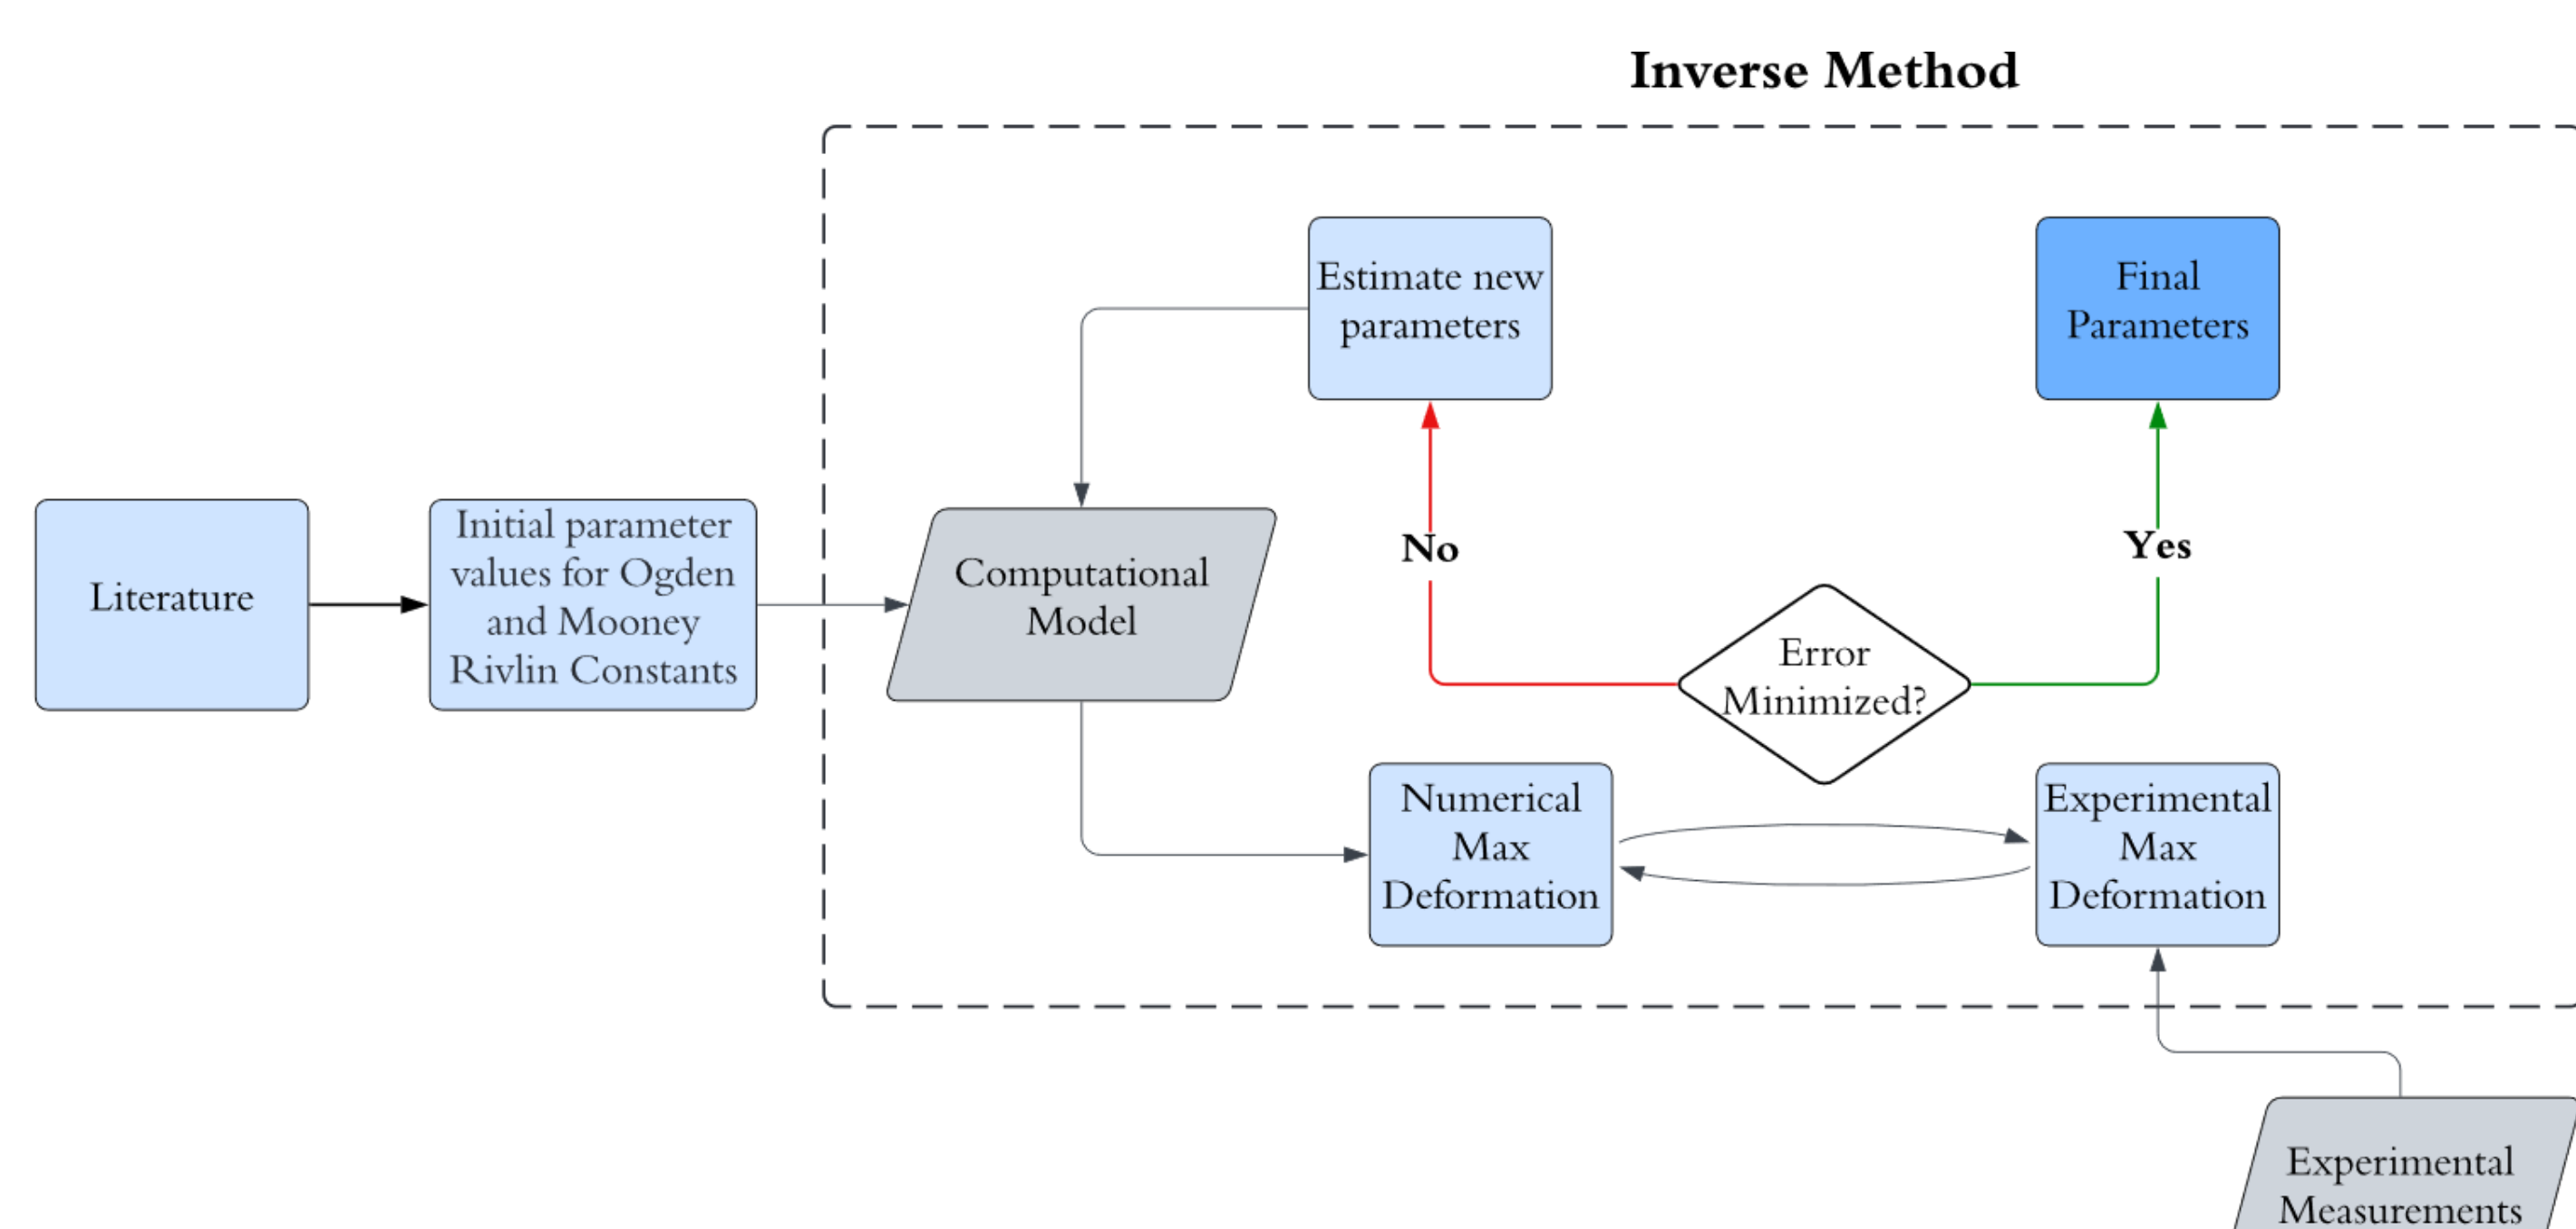 Inverse Method
Estimate new
parameters
Final
Parameters
Literature
Initial parameter
values for Ogden
and Mooney
Rivlin Constants
Computational
Model
No
Yes
Error
Minimized?
Numerical
Max
Deformation
Experimental
Max
Deformation
Experimental
Measurements